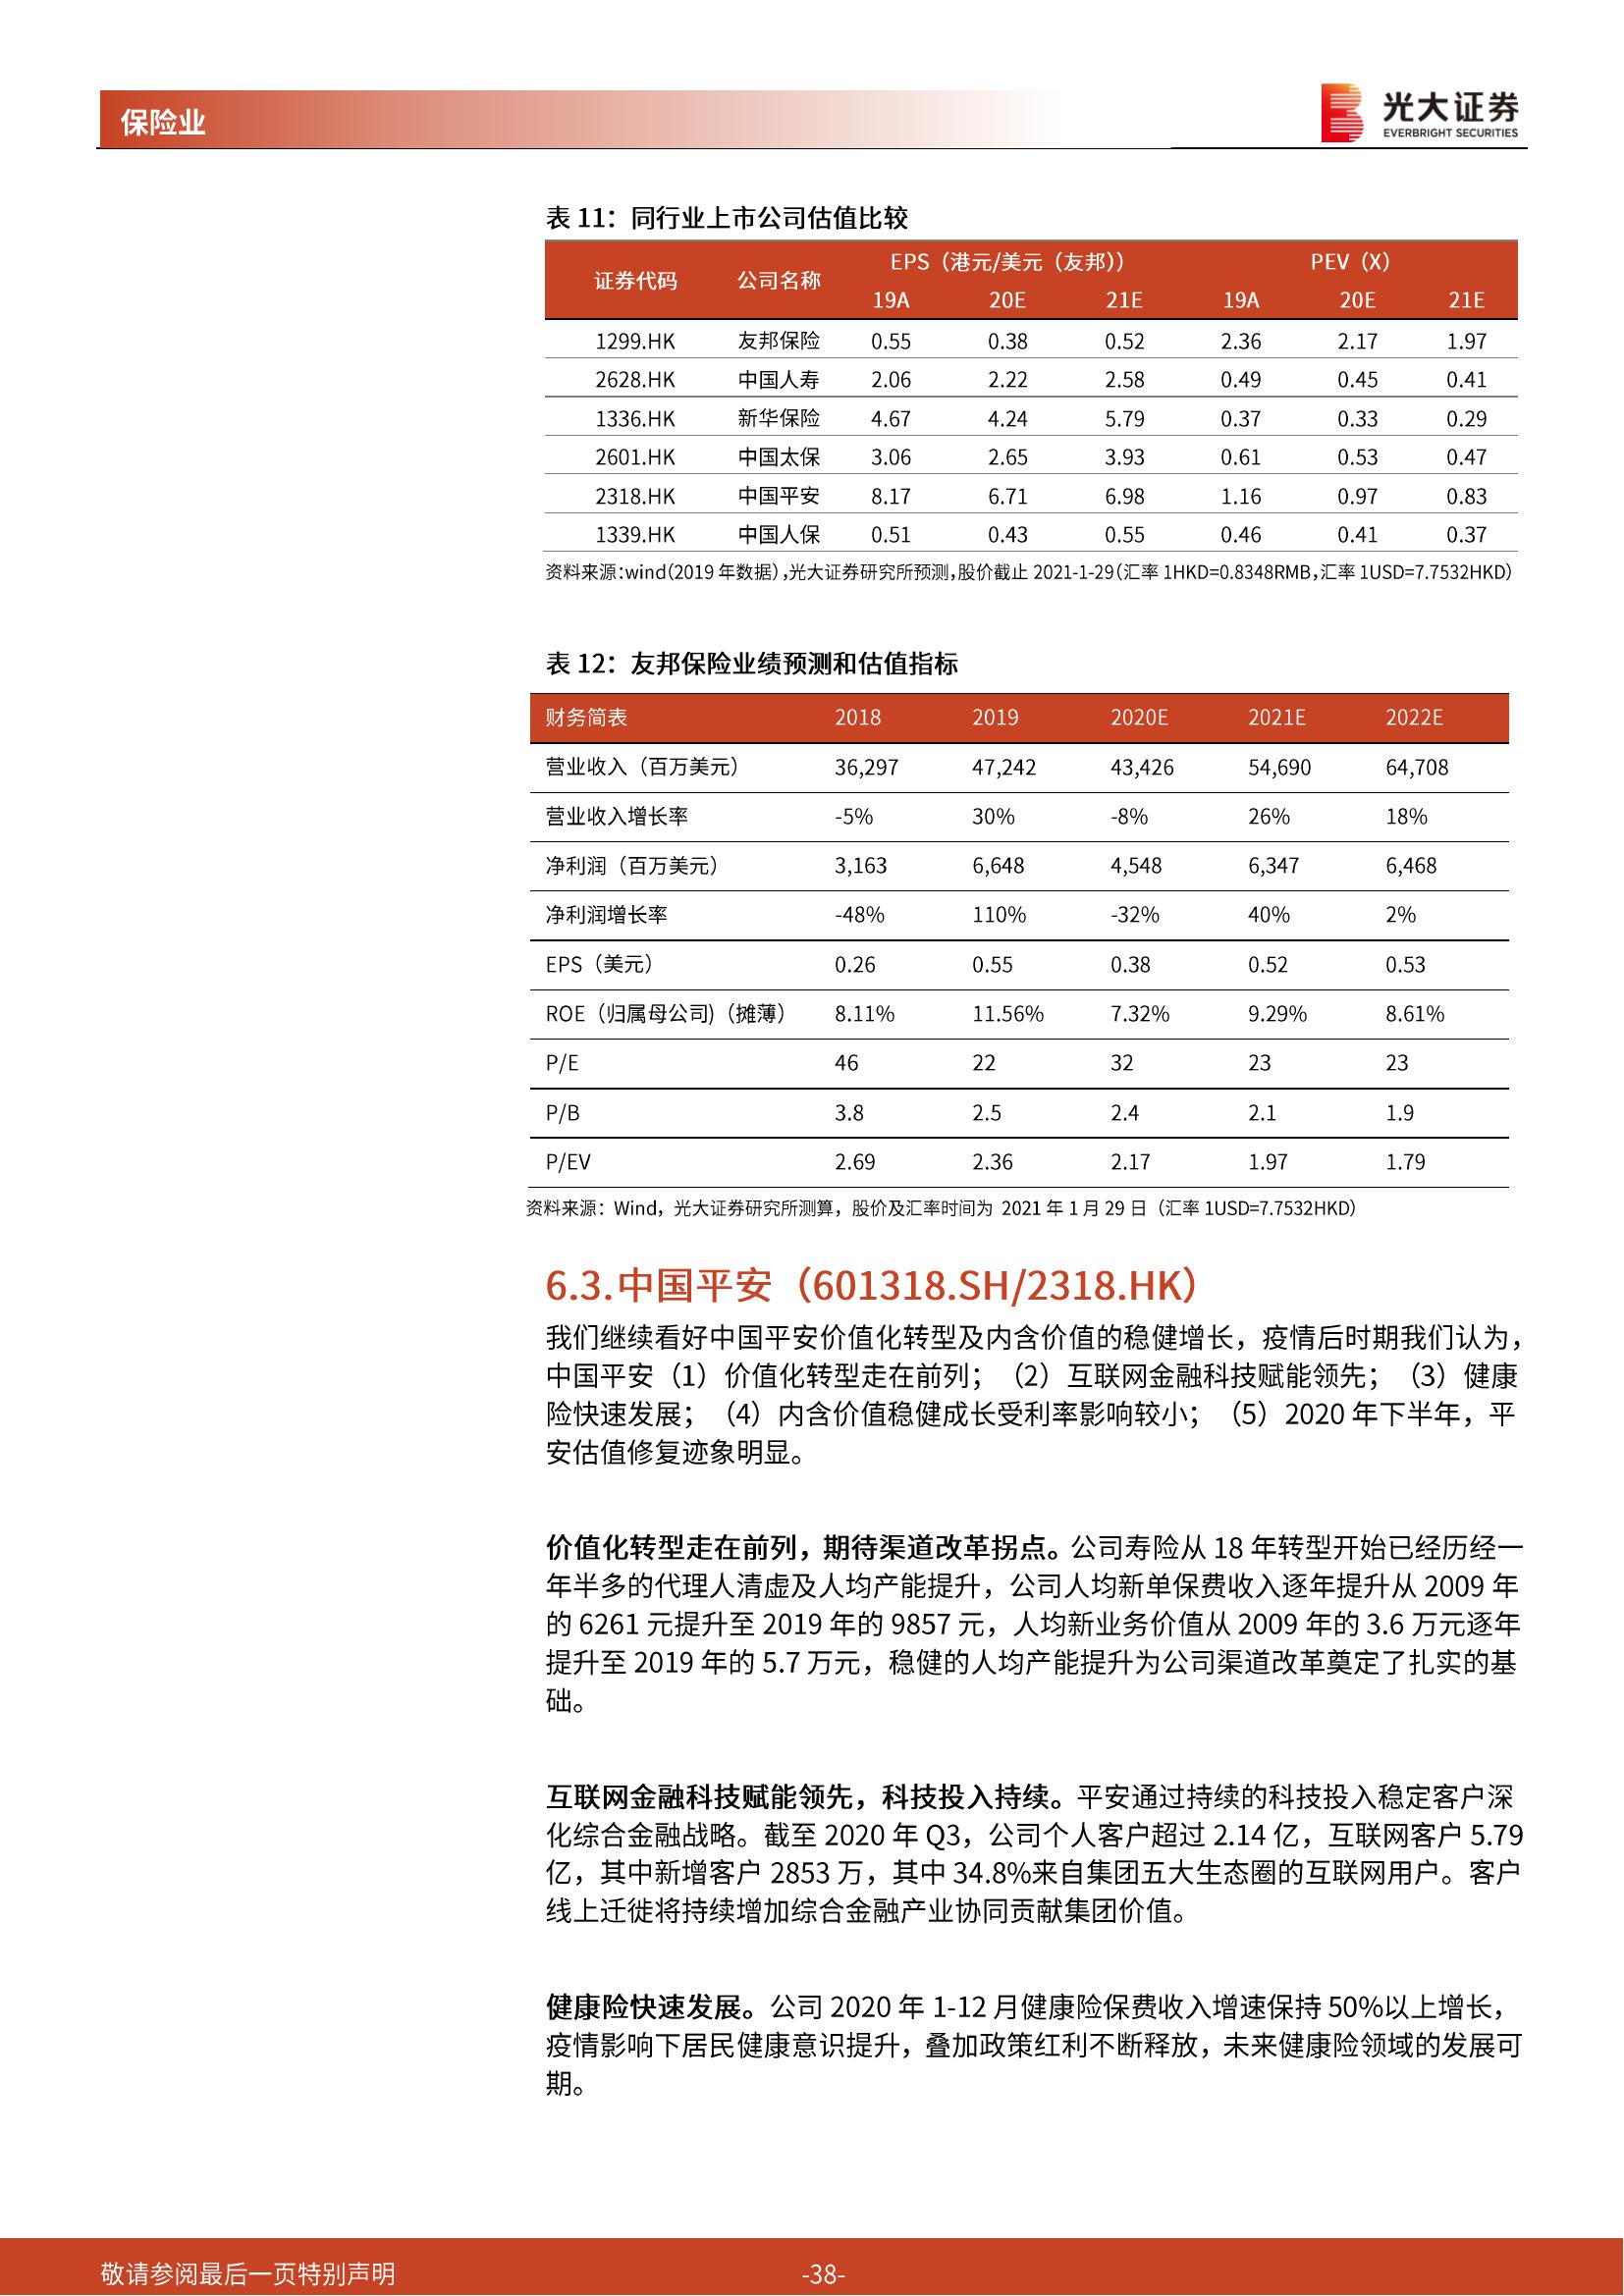 保险业
光大证券
EVERBRIGHT SECURITIES
表 11：同行业上市公司估值比较
证券代码 公司名称 EPS（港元/美元（友邦）） PEV（X）
19A 20E 21E 19A 20E 21E
1299.HK 友邦保险 0.55 0.38 0.52 2.36 2.17 1.97
2628.HK 中国人寿 2.06 2.22 2.58 0.49 0.45 0.41
1336.HK 新华保险 4.67 4.24 5.79 0.37 0.33 0.29
2601.HK 中国太保 3.06 2.65 3.93 0.61 0.53 0.47
2318.HK 中国平安 8.17 6.71 6.98 1.16 0.97 0.83
1339.HK 中国人保 0.51 0.43 0.55 0.46 0.41 0.37
资料来源：wind（2019 年数据），光大证券研究所预测，股价截止 2021-1-29（汇率 1HKD=0.8348RMB，汇率 1USD=7.7532HKD）
表 12：友邦保险业绩预测和估值指标
财务简表 2018 2019 2020E 2021E 2022E
营业收入（百万美元） 36,297 47,242 43,426 54,690 64,708
营业收入增长率 -5% 30% -8% 26% 18%
净利润（百万美元） 3,163 6,648 4,548 6,347 6,468
净利润增长率 -48% 110% -32% 40% 2%
EPS（美元） 0.26 0.55 0.38 0.52 0.53
ROE（归属母公司)（摊薄） 8.11% 11.56% 7.32% 9.29% 8.61%
P/E 46 22 32 23 23
P/B 3.8 2.5 2.4 2.1 1.9
P/EV 2.69 2.36 2.17 1.97 1.79
资料来源：Wind，光大证券研究所测算，股价及汇率时间为 2021 年 1 月 29 日（汇率 1USD=7.7532HKD）
6.3.中国平安（601318.SH/2318.HK）
我们继续看好中国平安价值化转型及内含价值的稳健增长，疫情后时期我们认为，
中国平安（1）价值化转型走在前列；（2）互联网金融科技赋能领先；（3）健康
险快速发展；（4）内含价值稳健成长受利率影响较小；（5）2020 年下半年，平
安估值修复迹象明显。
价值化转型走在前列，期待渠道改革拐点。公司寿险从 18 年转型开始已经历经一
年半多的代理人清虚及人均产能提升，公司人均新单保费收入逐年提升从 2009 年
的 6261 元提升至 2019 年的 9857 元，人均新业务价值从 2009 年的 3.6 万元逐年
提升至 2019 年的 5.7 万元，稳健的人均产能提升为公司渠道改革奠定了扎实的基
础。
互联网金融科技赋能领先，科技投入持续。平安通过持续的科技投入稳定客户深
化综合金融战略。截至 2020 年 Q3，公司个人客户超过 2.14 亿，互联网客户 5.79
亿，其中新增客户 2853 万，其中 34.8%来自集团五大生态圈的互联网用户。客户
线上迁徙将持续增加综合金融产业协同贡献集团价值。
健康险快速发展。公司 2020 年 1-12 月健康险保费收入增速保持 50%以上增长，
疫情影响下居民健康意识提升，叠加政策红利不断释放，未来健康险领域的发展可
期。
敬请参阅最后一页特别声明
-38-